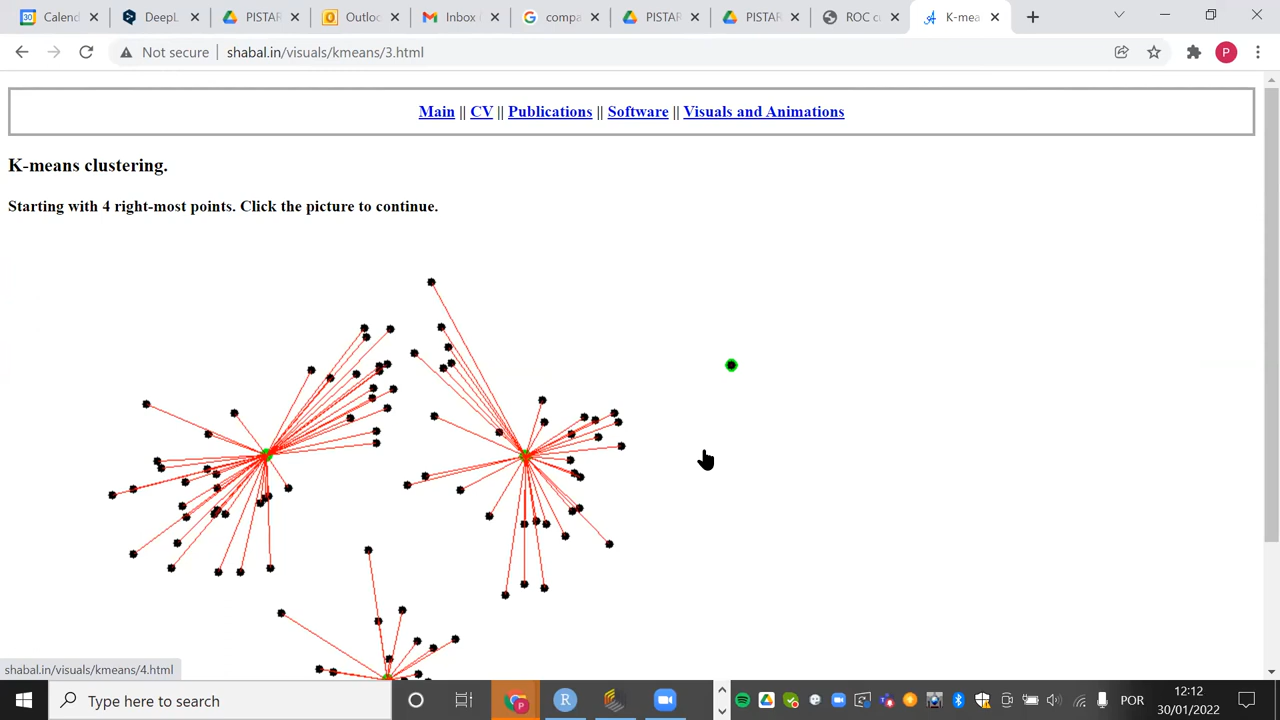 Calend
DeepL
PISTAR
Outloo
Inbox (
compa
PISTAR
PISTAR
ROC cu
K-mea
Not secure
shabal.in/visuals/kmeans/3.html
P
Main || CV || Publications || Software || Visuals and Animations
K-means clustering.
Starting with 4 right-most points. Click the picture to continue.
shabal.in/visuals/kmeans/4.html
Type here to search
POR
12:12
30/01/2022